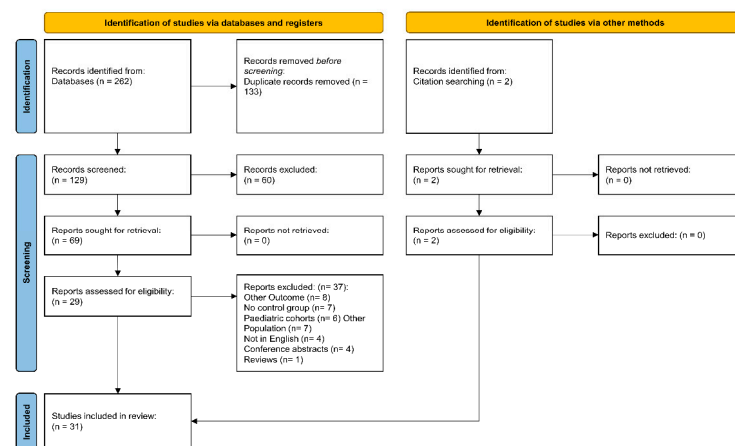 Identification of studies via databases and registers
Identification of studies via other methods
Identification
Records identified from:
Databases (n = 262)
Records removed before
screening:
Duplicate records removed (n =
133)
Records identified from:
Citation searching (n = 2)
Screening
Records screened:
(n = 129)
Records excluded:
(n = 60)
Reports sought for retrieval:
(n = 2)
Reports not retrieved:
(n = 0)
Reports sought for retrieval:
(n = 69)
Reports not retrieved:
(n = 0)
Reports assessed for eligibility:
(n = 2)
Reports excluded: (n = 0)
Reports assessed for eligibility:
(n = 29)
Reports excluded: (n= 37):
Other Outcome (n= 8)
No control group (n= 7)
Paediatric cohorts (n= 6) Other
Population (n= 7)
Not in English (n= 4)
Conference abstracts (n= 4)
Reviews (n= 1)
Included
Studies included in review:
(n = 31)